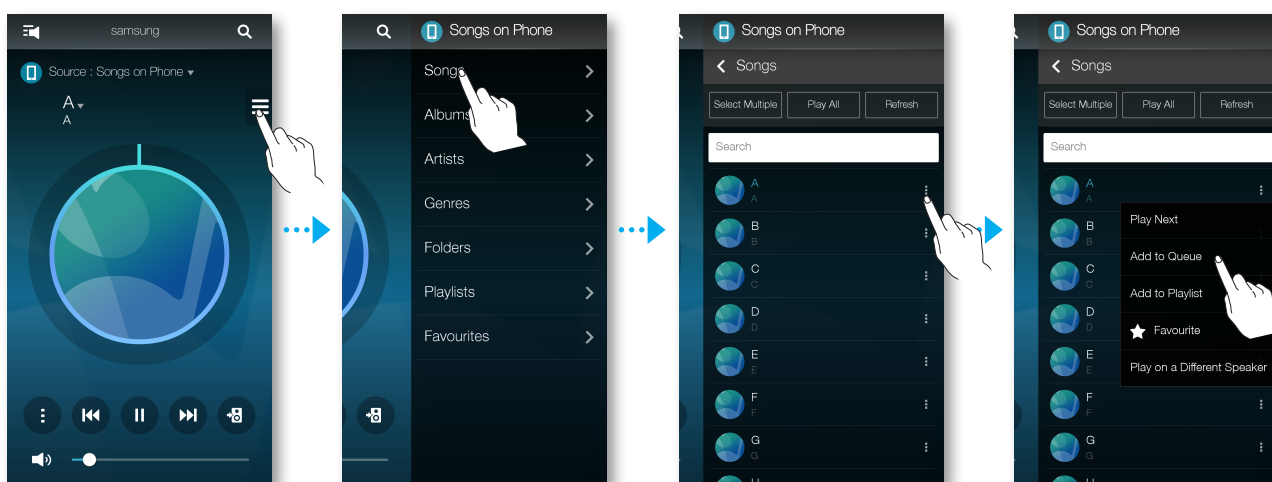 samsung
Source : Songs on Phone
A
A
Songs on Phone
Songs
Albums
Artists
Genres
Folders
Playlists
Favourites
Songs on Phone
Songs
Select Multiple Play All Refresh
Search
A
A
B
B
C
C
D
D
E
E
F
F
G
G
Songs on Phone
Songs
Select Multiple Play All Refresh
Search
A
A
B
B
C
C
D
D
E
E
F
F
G
G
Play Next
Add to Queue
Add to Playlist
Favourite
Play on a Different Speaker